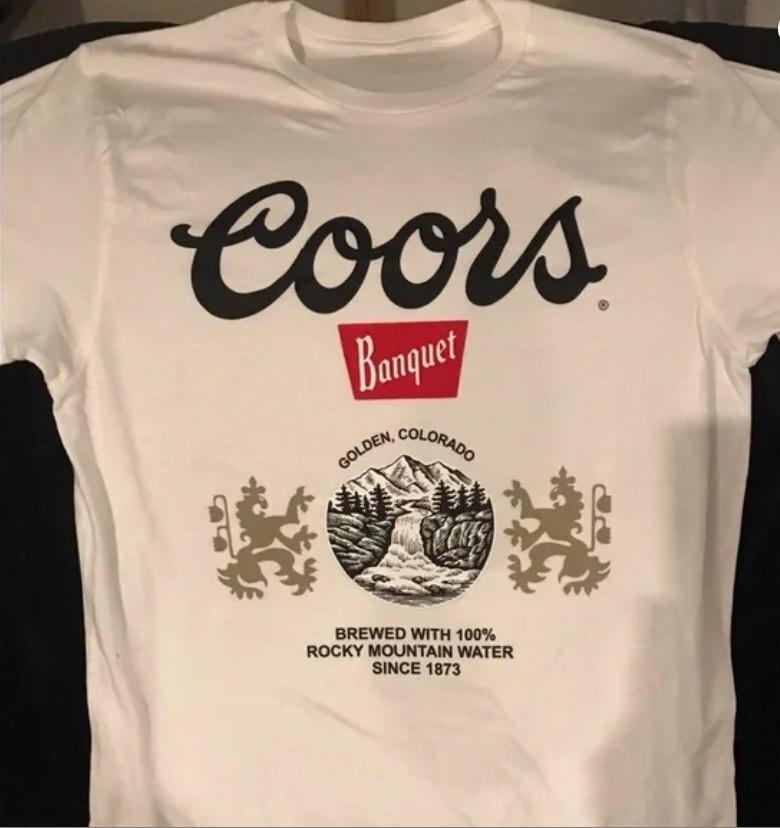 Coors®
Banquet
GOLDEN, COLORADO
BREWED WITH 100%
ROCKY MOUNTAIN WATER
SINCE 1873